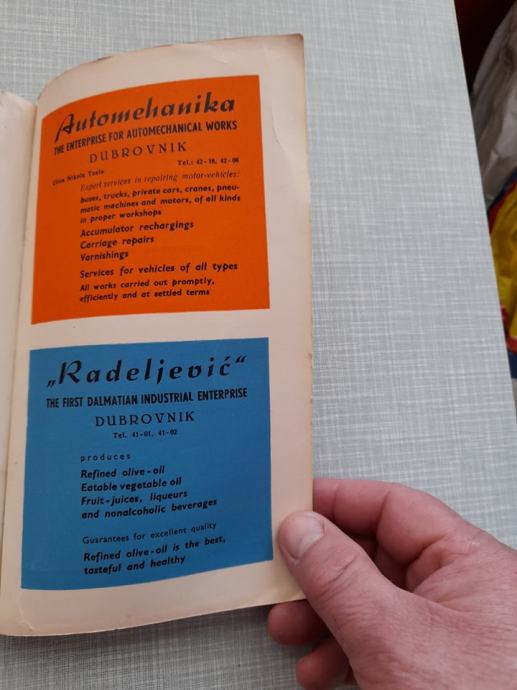 Automehanika
THE ENTERPRISE FOR AUTOMECHANICAL WORKS
DUBROVNIK
Tel.: 42-10, 42-06
Ulica Nikole Tesle
Expert services in repairing motor-vehicles:
buses, trucks, private cars, cranes, pneu-
matic machines and motors, of all kinds
in proper workshops
Accumulator rechargings
Carriage repairs
Varnishings
Services for vehicles of all types
All works carried out promptly,
efficiently and at settled terms
„Radeljević“
THE FIRST DALMATIAN INDUSTRIAL ENTERPRISE
DUBROVNIK
Tel. 41-01, 41-02
produces
Refined olive-oil
Eatable vegetable oil
Fruit-juices, liqueurs
and nonalcoholic beverages
Guarantees for excellent quality
Refined olive-oil is the best,
tasteful and healthy